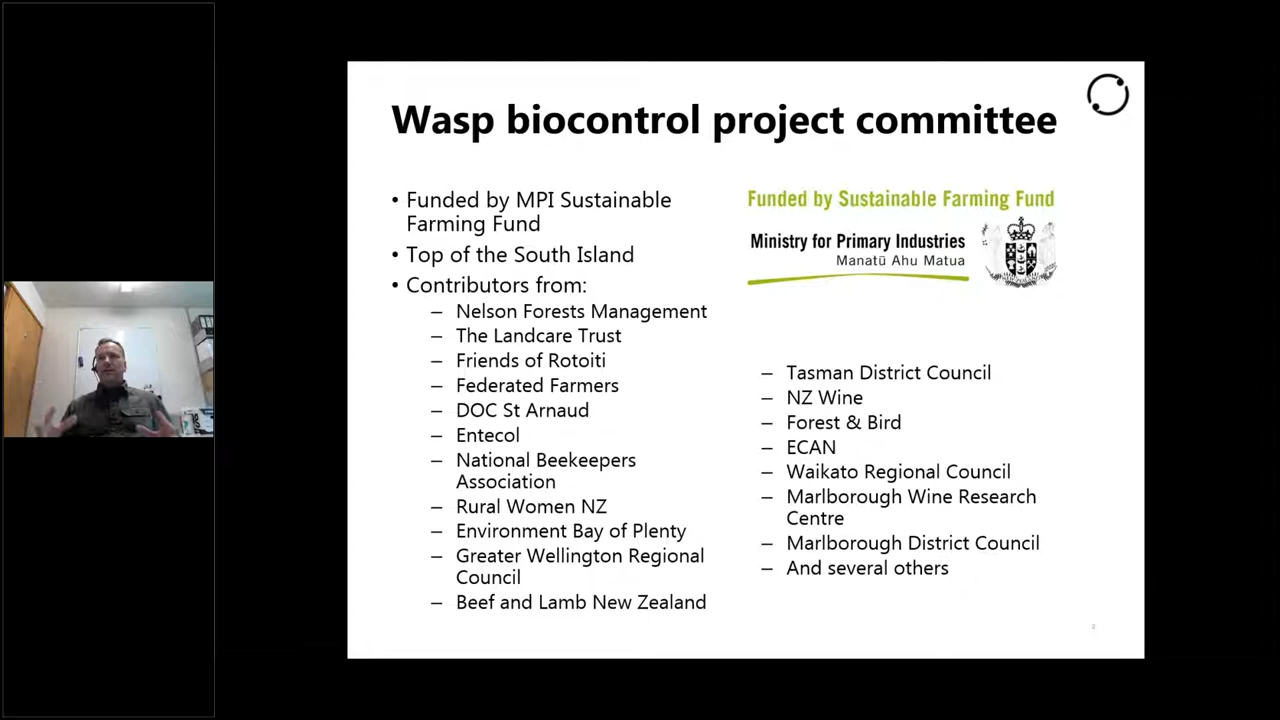 Wasp biocontrol project committee
• Funded by MPI Sustainable
Farming Fund
• Top of the South Island
• Contributors from:
– Nelson Forests Management
– The Landcare Trust
– Friends of Rotoiti
– Federated Farmers
– DOC St Arnaud
– Entecol
– National Beekeepers
Association
– Rural Women NZ
– Environment Bay of Plenty
– Greater Wellington Regional
Council
– Beef and Lamb New Zealand
Funded by Sustainable Farming Fund
Ministry for Primary Industries
Manatū Ahu Matua
– Tasman District Council
– NZ Wine
– Forest & Bird
– ECAN
– Waikato Regional Council
– Marlborough Wine Research
Centre
– Marlborough District Council
– And several others
2